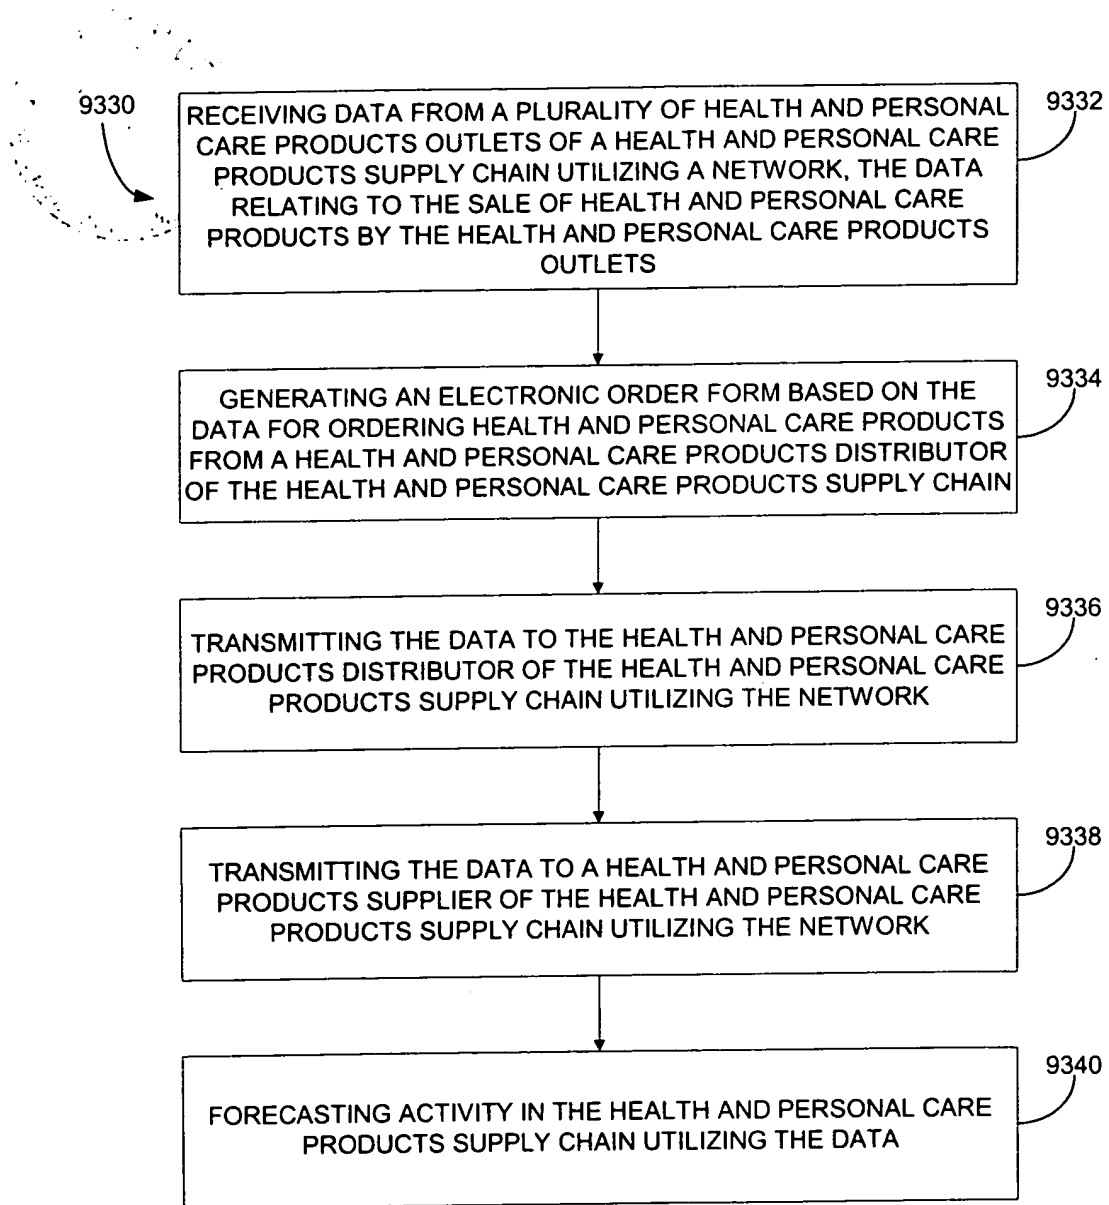 9330
9332
RECEIVING DATA FROM A PLURALITY OF HEALTH AND PERSONAL
CARE PRODUCTS OUTLETS OF A HEALTH AND PERSONAL CARE
PRODUCTS SUPPLY CHAIN UTILIZING A NETWORK, THE DATA
RELATING TO THE SALE OF HEALTH AND PERSONAL CARE
PRODUCTS BY THE HEALTH AND PERSONAL CARE PRODUCTS
OUTLETS
9334
GENERATING AN ELECTRONIC ORDER FORM BASED ON THE
DATA FOR ORDERING HEALTH AND PERSONAL CARE PRODUCTS
FROM A HEALTH AND PERSONAL CARE PRODUCTS DISTRIBUTOR
OF THE HEALTH AND PERSONAL CARE PRODUCTS SUPPLY CHAIN
9336
TRANSMITTING THE DATA TO THE HEALTH AND PERSONAL CARE
PRODUCTS DISTRIBUTOR OF THE HEALTH AND PERSONAL CARE
PRODUCTS SUPPLY CHAIN UTILIZING THE NETWORK
9338
TRANSMITTING THE DATA TO A HEALTH AND PERSONAL CARE
PRODUCTS SUPPLIER OF THE HEALTH AND PERSONAL CARE
PRODUCTS SUPPLY CHAIN UTILIZING THE NETWORK
9340
FORECASTING ACTIVITY IN THE HEALTH AND PERSONAL CARE
PRODUCTS SUPPLY CHAIN UTILIZING THE DATA